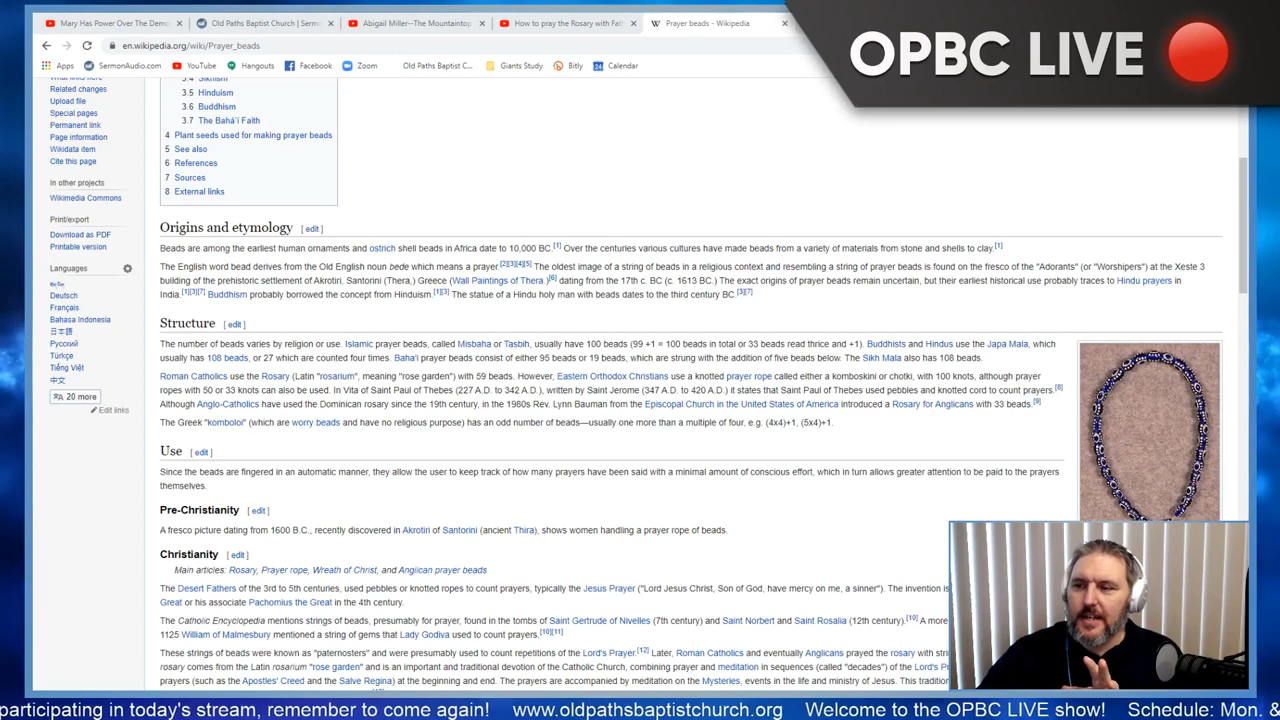 Mary Has Power Over The Dem
Old Paths Baptist Church | Serm
Abigail Miller--The Mountaintop
How to pray the Rosary with Fat
Prayer beads - Wikipedia
OPBC LIVE
en.wikipedia.org/wiki/Prayer_beads
Apps SermonAudio.com YouTube Hangouts Facebook Zoom Old Paths Baptist C... Giants Study Bitly 24 Calendar
What links here
Related changes
Upload file
Special pages
Permanent link
Page information
Wikidata item
Cite this page
In other projects
Wikimedia Commons
Print/export
Download as PDF
Printable version
Languages
Deutsch
Français
Bahasa Indonesia
日本語
Русский
Türkçe
Tiếng Việt
中文
20 more
Edit links
3.4 Sikhism
3.5 Hinduism
3.6 Buddhism
3.7 The Bahá'í Faith
4 Plant seeds used for making prayer beads
5 See also
6 References
7 Sources
8 External links
Origins and etymology [ edit ]
Beads are among the earliest human ornaments and ostrich shell beads in Africa date to 10,000 BC.[1] Over the centuries various cultures have made beads from a variety of materials from stone and shells to clay.[1]
The English word bead derives from the Old English noun bede which means a prayer.[2][3][4][5] The oldest image of a string of beads in a religious context and resembling a string of prayer beads is found on the fresco of the "Adorants" (or "Worshipers") at the Xeste 3
building of the prehistoric settlement of Akrotiri, Santorini (Thera,) Greece (Wall Paintings of Thera.)[6] dating from the 17th c. BC (c. 1613 BC.) The exact origins of prayer beads remain uncertain, but their earliest historical use probably traces to Hindu prayers in
India.[1][3][7] Buddhism probably borrowed the concept from Hinduism.[1][3] The statue of a Hindu holy man with beads dates to the third century BC.[3][7]
Structure [ edit ]
The number of beads varies by religion or use. Islamic prayer beads, called Misbaha or Tasbih, usually have 100 beads (99 +1 = 100 beads in total or 33 beads read thrice and +1). Buddhists and Hindus use the Japa Mala, which
usually has 108 beads, or 27 which are counted four times. Baha'i prayer beads consist of either 95 beads or 19 beads, which are strung with the addition of five beads below. The Sikh Mala also has 108 beads.
Roman Catholics use the Rosary (Latin "rosarium", meaning "rose garden") with 59 beads. However, Eastern Orthodox Christians use a knotted prayer rope called either a komboskini or chotki, with 100 knots, although prayer
ropes with 50 or 33 knots can also be used. In Vita of Saint Paul of Thebes (227 A.D. to 342 A.D.), written by Saint Jerome (347 A.D. to 420 A.D.) it states that Saint Paul of Thebes used pebbles and knotted cord to count prayers.[8]
Although Anglo-Catholics have used the Dominican rosary since the 19th century, in the 1980s Rev. Lynn Bauman from the Episcopal Church in the United States of America introduced a Rosary for Anglicans with 33 beads.[9]
The Greek "komboloi" (which are worry beads and have no religious purpose) has an odd number of beads—usually one more than a multiple of four, e.g. (4x4)+1, (5x4)+1.
Use [ edit ]
Since the beads are fingered in an automatic manner, they allow the user to keep track of how many prayers have been said with a minimal amount of conscious effort, which in turn allows greater attention to be paid to the prayers
themselves.
Pre-Christianity [ edit ]
A fresco picture dating from 1600 B.C., recently discovered in Akrotiri of Santorini (ancient Thira), shows women handling a prayer rope of beads.
Christianity [ edit ]
Main articles: Rosary, Prayer rope, Wreath of Christ, and Anglican prayer beads
The Desert Fathers of the 3rd to 5th centuries, used pebbles or knotted ropes to count prayers, typically the Jesus Prayer ("Lord Jesus Christ, Son of God, have mercy on me, a sinner"). The invention is
Great or his associate Pachomius the Great in the 4th century.
The Catholic Encyclopedia mentions strings of beads, presumably for prayer, found in the tombs of Saint Gertrude of Nivelles (7th century) and Saint Norbert and Saint Rosalia (12th century).[10] A more
1125 William of Malmesbury mentioned a string of gems that Lady Godiva used to count prayers.[10][11]
These strings of beads were known as "paternosters" and were presumably used to count repetitions of the Lord's Prayer.[12] Later, Roman Catholics and eventually Anglicans prayed the rosary with stri
rosary comes from the Latin rosarium "rose garden" and is an important and traditional devotion of the Catholic Church, combining prayer and meditation in sequences (called "decades") of the Lord's P
prayers (such as the Apostles' Creed and the Salve Regina) at the beginning and end. The prayers are accompanied by meditation on the Mysteries, events in the life and ministry of Jesus. This tradi
participating in today's stream, remember to come again! www.oldpathsbaptistchurch.org Welcome to the OPBC LIVE show! Schedule: Mon. &